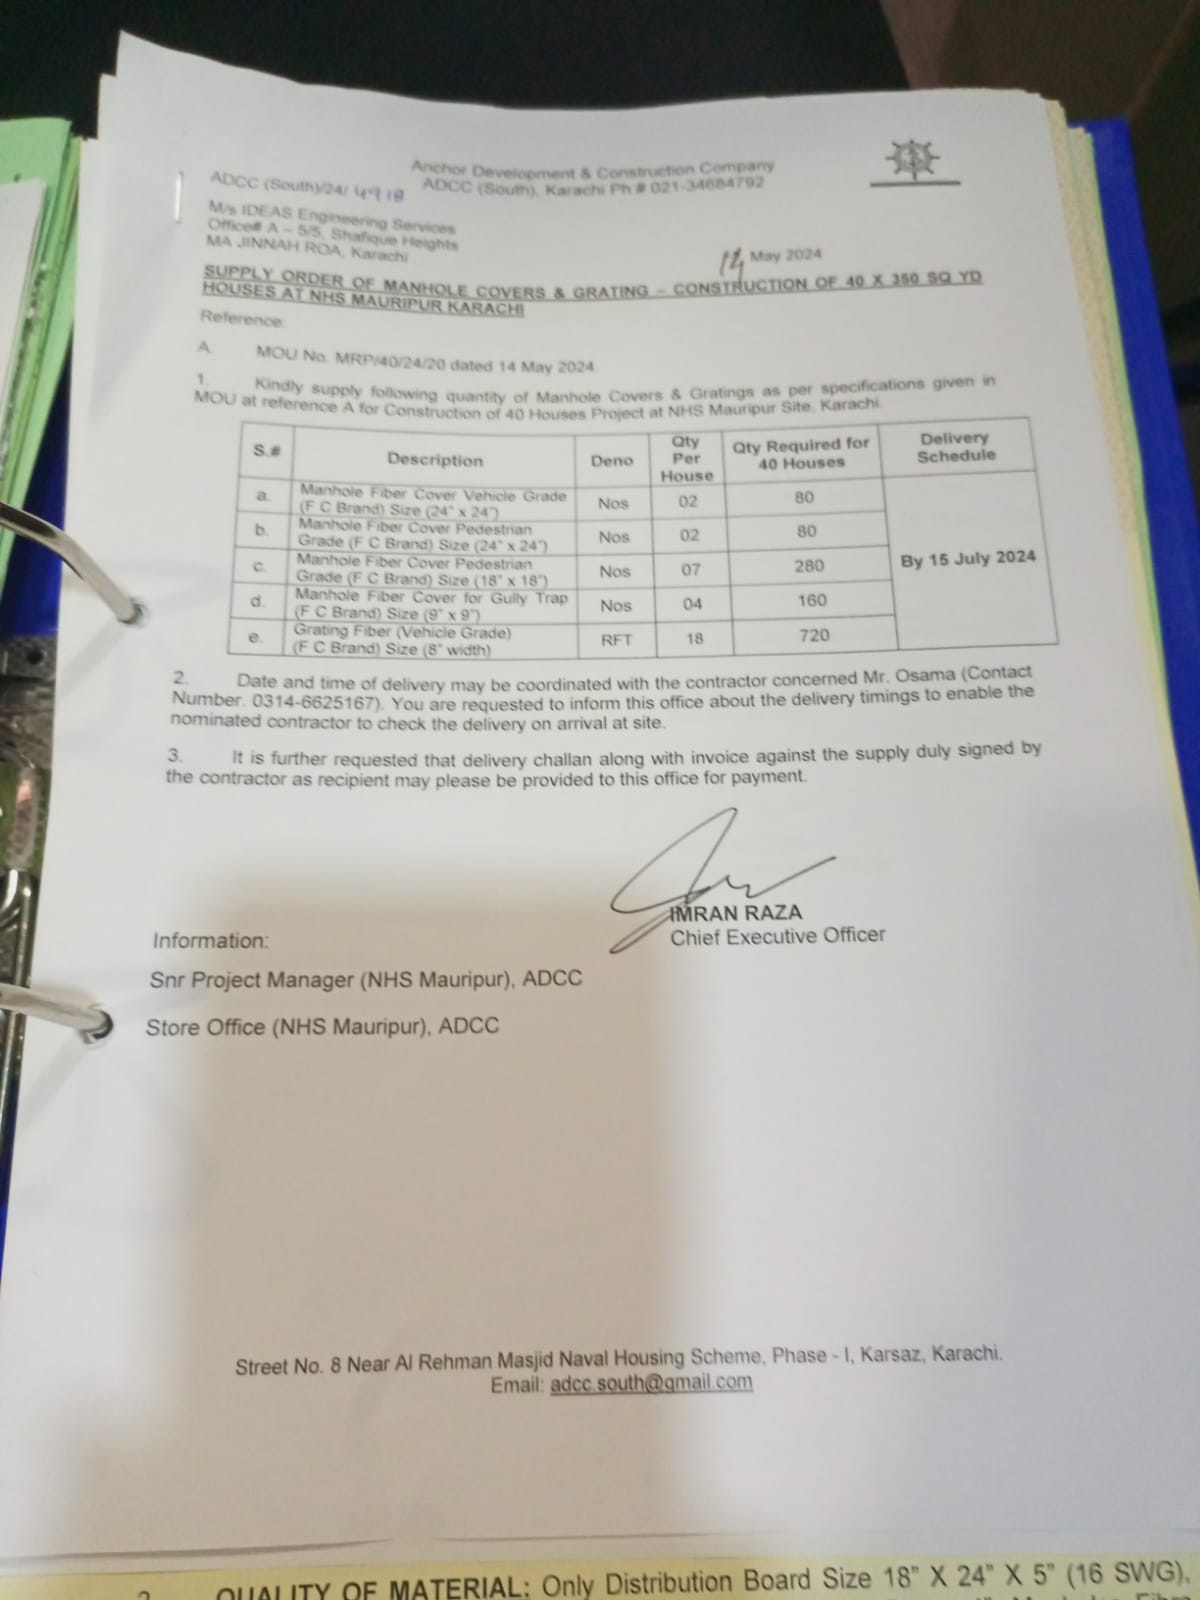 Anchor Development & Construction Company
ADCC (South), Karachi Ph # 021-34684792
ADCC (South)/24/ 4918
M/s IDEAS Engineering Services
Office# A – 5/5, Shafique Heights
MA JINNAH ROA, Karachi
14 May 2024
SUPPLY ORDER OF MANHOLE COVERS & GRATING – CONSTRUCTION OF 40 X 350 SQ YD
HOUSES AT NHS MAURIPUR KARACHI
Reference:
A. MOU No. MRP/40/24/20 dated 14 May 2024.
1. Kindly supply following quantity of Manhole Covers & Gratings as per specifications given in
MOU at reference A for Construction of 40 Houses Project at NHS Mauripur Site, Karachi.
S.# Description Deno Qty Per House Qty Required for 40 Houses Delivery Schedule
a. Manhole Fiber Cover Vehicle Grade (F C Brand) Size (24" x 24") Nos 02 80
b. Manhole Fiber Cover Pedestrian Grade (F C Brand) Size (24" x 24") Nos 02 80
c. Manhole Fiber Cover Pedestrian Grade (F C Brand) Size (18" x 18") Nos 07 280 By 15 July 2024
d. Manhole Fiber Cover for Gully Trap (F C Brand) Size (9" x 9") Nos 04 160
e. Grating Fiber (Vehicle Grade) (F C Brand) Size (8" width) RFT 18 720
2. Date and time of delivery may be coordinated with the contractor concerned Mr. Osama (Contact
Number. 0314-6625167). You are requested to inform this office about the delivery timings to enable the
nominated contractor to check the delivery on arrival at site.
3. It is further requested that delivery challan along with invoice against the supply duly signed by
the contractor as recipient may please be provided to this office for payment.
IMRAN RAZA
Chief Executive Officer
Information:
Snr Project Manager (NHS Mauripur), ADCC
Store Office (NHS Mauripur), ADCC
Street No. 8 Near Al Rehman Masjid Naval Housing Scheme, Phase - I, Karsaz, Karachi.
Email: adcc.south@gmail.com
QUALITY OF MATERIAL: Only Distribution Board Size 18" X 24" X 5" (16 SWG),